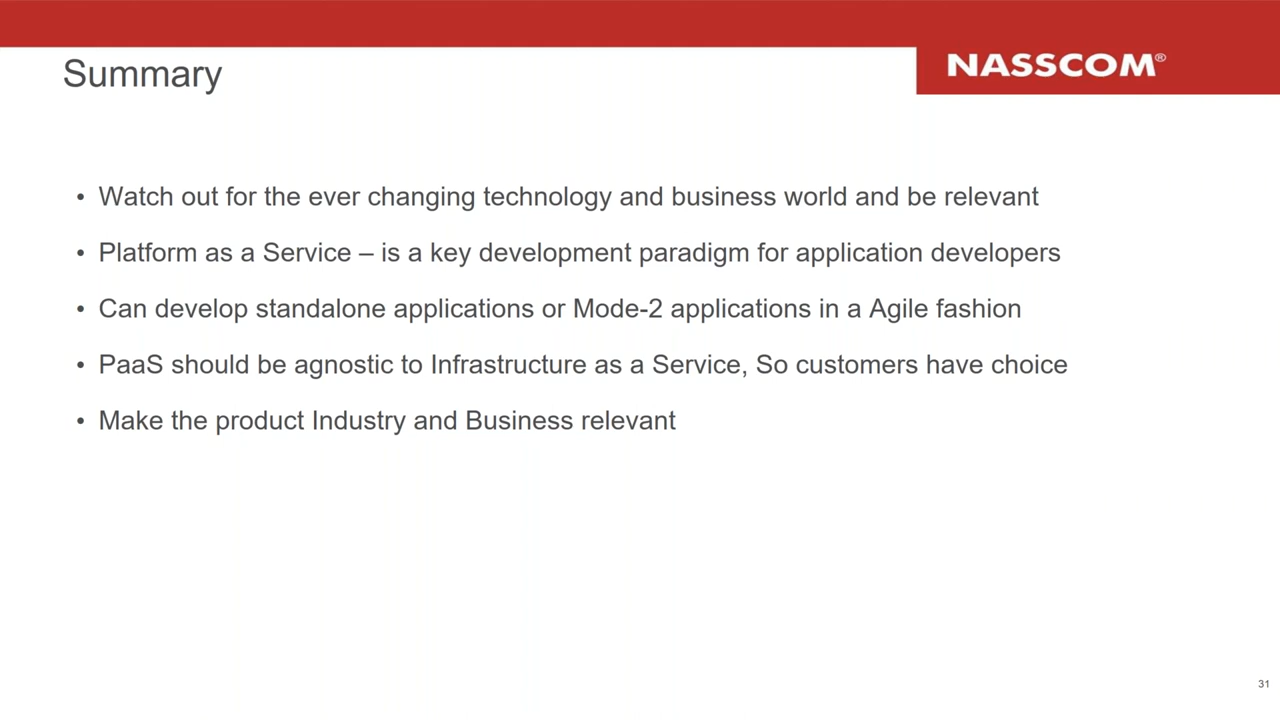 Summary
NASSCOM®
• Watch out for the ever changing technology and business world and be relevant
• Platform as a Service – is a key development paradigm for application developers
• Can develop standalone applications or Mode-2 applications in a Agile fashion
• PaaS should be agnostic to Infrastructure as a Service, So customers have choice
• Make the product Industry and Business relevant
31